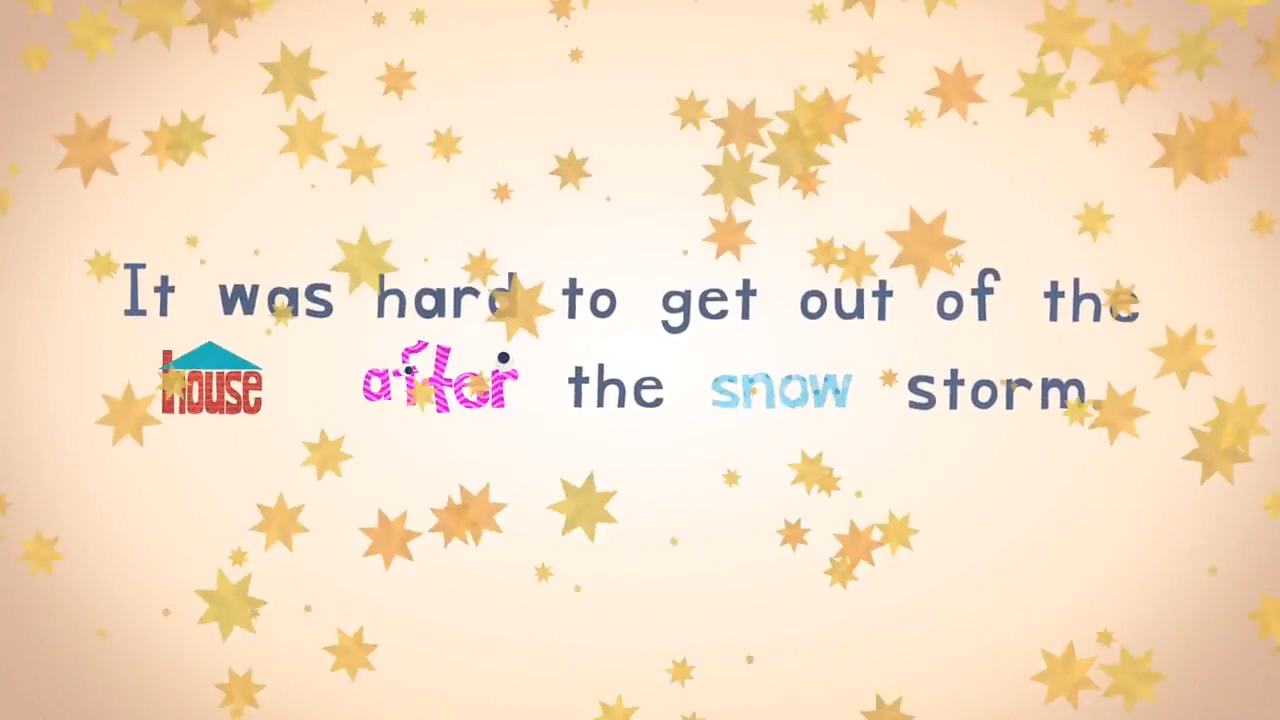 It was hard to get out of the
house after the snow storm.